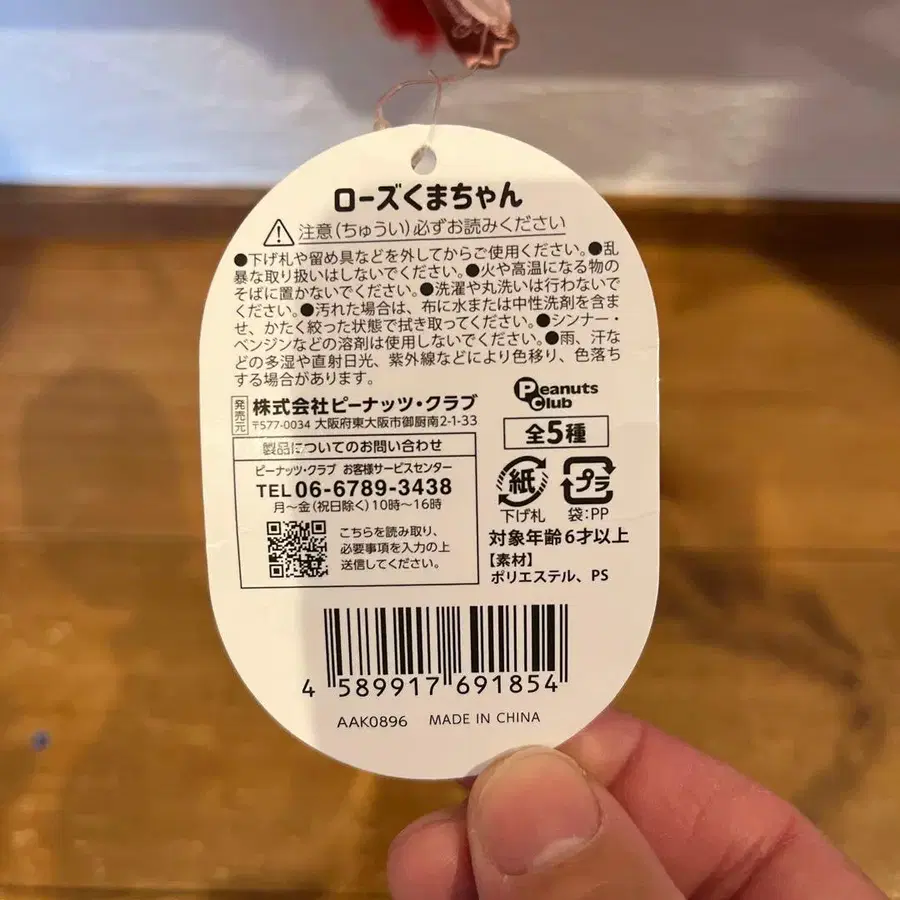 ローズくまちゃん
注意(ちゅうい)必ずお読みください
●下げ札や留め具などを外してからご使用ください。●乱
暴な取り扱いはしないでください。●火や高温になる物の
そばに置かないでください。●洗濯や丸洗いは行わないで
ください。●汚れた場合は、布に水または中性洗剤を含ま
せ、かたく絞った状態で拭き取ってください。●シンナー・
ベンジンなどの溶剤は使用しないでください。●雨、汗な
どの多湿や直射日光、紫外線などにより色移り、色落ち
する場合があります。
発売元
株式会社ピーナッツ・クラブ
〒577-0034 大阪府東大阪市御厨南2-1-33
製品についてのお問い合わせ
ピーナッツ・クラブ お客様サービスセンター
TEL 06-6789-3438
月～金(祝日除く)10時～16時
こちらを読み取り、
必要事項を入力の上
送信してください。
Peanuts
Club
全5種
紙
プラ
下げ札
袋:PP
対象年齢6才以上
【素材】
ポリエステル、PS
4 589917 691854
AAK0896 MADE IN CHINA